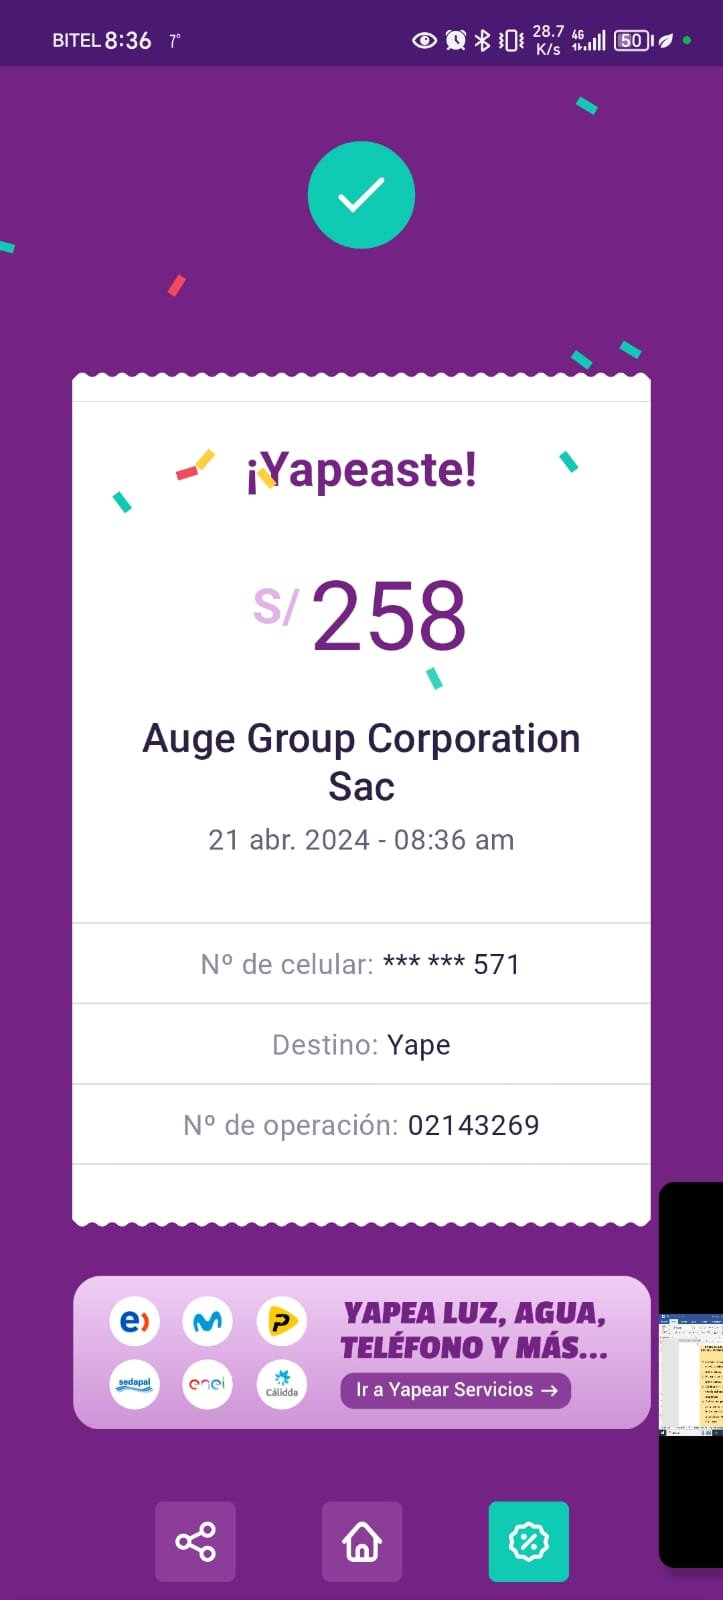 BITEL 8:36 7° 28.7 K/s 4G 50
¡Yapeaste!
S/ 258
Auge Group Corporation
Sac
21 abr. 2024 - 08:36 am
Nº de celular: *** *** 571
Destino: Yape
Nº de operación: 02143269
e)
P
sedapal
enel
Cálidda
YAPEA LUZ, AGUA,
TELÉFONO Y MÁS...
Ir a Yapear Servicios →